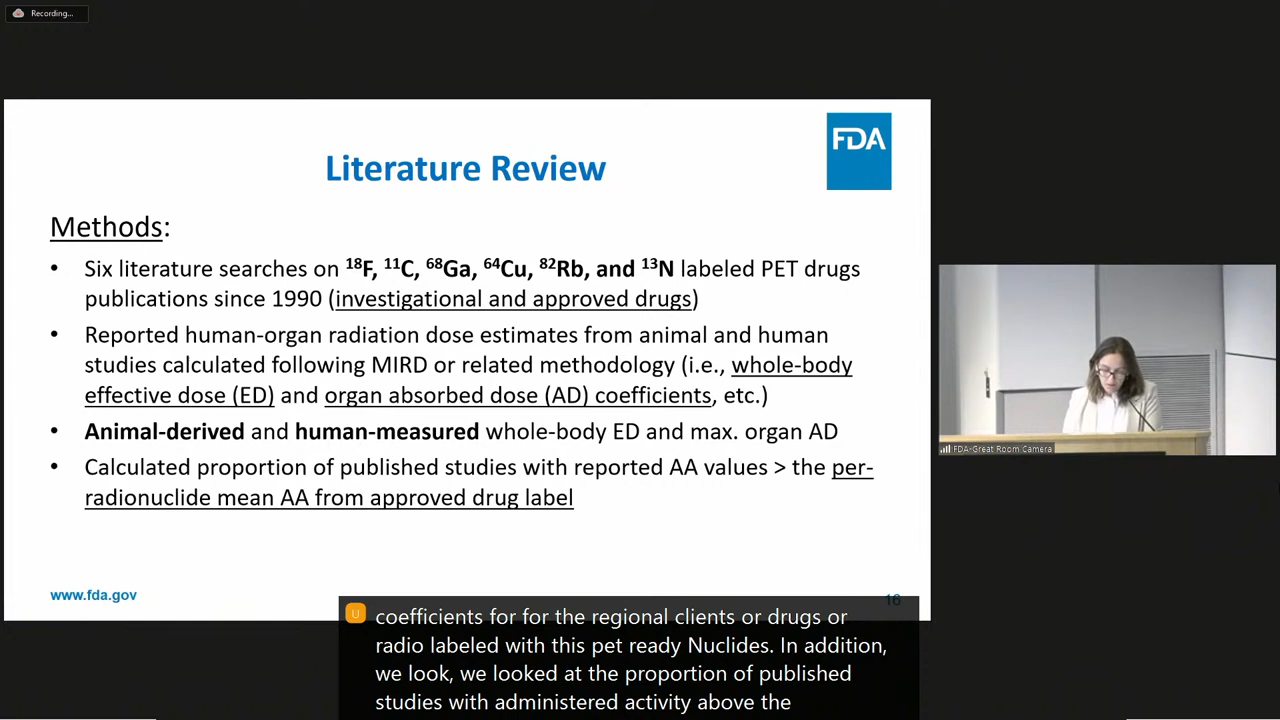 Recording...
FDA
Literature Review
Methods:
• Six literature searches on ¹⁸F, ¹¹C, ⁶⁸Ga, ⁶⁴Cu, ⁸²Rb, and ¹³N labeled PET drugs
publications since 1990 (investigational and approved drugs)
• Reported human-organ radiation dose estimates from animal and human
studies calculated following MIRD or related methodology (i.e., whole-body
effective dose (ED) and organ absorbed dose (AD) coefficients, etc.)
• Animal-derived and human-measured whole-body ED and max. organ AD
• Calculated proportion of published studies with reported AA values > the per-
radionuclide mean AA from approved drug label
www.fda.gov
16
FDA-Great Room Camera
U
coefficients for for the regional clients or drugs or
radio labeled with this pet ready Nuclides. In addition,
we look, we looked at the proportion of published
studies with administered activity above the